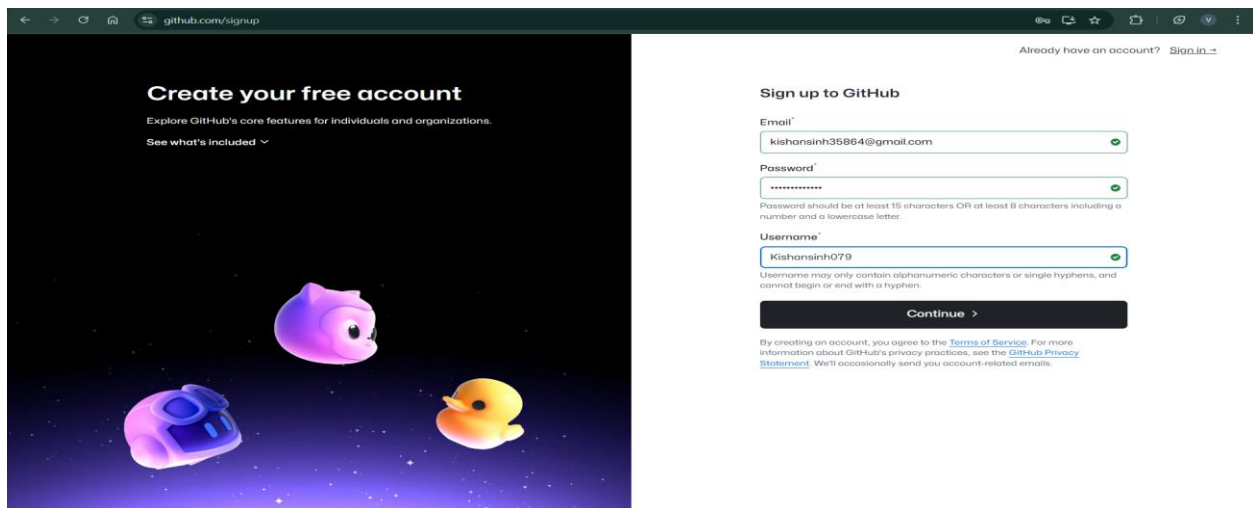 github.com/signup
V
Already have an account? Sign in →
Create your free account
Explore GitHub's core features for individuals and organizations.
See what's included
Sign up to GitHub
Email*
kishansinh35864@gmail.com
Password*
•••••••••••••
Password should be at least 15 characters OR at least 8 characters including a
number and a lowercase letter.
Username*
Kishansinh079
Username may only contain alphanumeric characters or single hyphens, and
cannot begin or end with a hyphen.
Continue >
By creating an account, you agree to the Terms of Service. For more
information about GitHub's privacy practices, see the GitHub Privacy
Statement. We'll occasionally send you account-related emails.